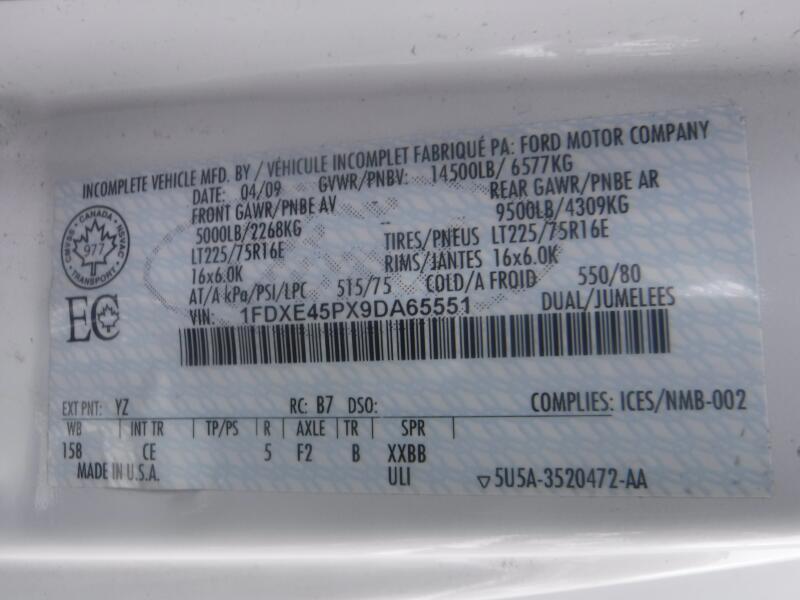 INCOMPLETE VEHICLE MFD. BY / VÉHICULE INCOMPLET FABRIQUÉ PA: FORD MOTOR COMPANY
DATE: 04/09 GVWR/PNBV: 14500LB/ 6577KG
FRONT GAWR/PNBE AV REAR GAWR/PNBE AR
5000LB/2268KG 9500LB/4309KG
LT225/75R16E TIRES/PNEUS LT225/75R16E
16x6.0K RIMS/JANTES 16x6.0K
AT/A kPa/PSI/LPC 515/75 COLD/A FROID 550/80
VIN: 1FDXE45PX9DA65551 DUAL/JUMELEES
CANADA
CMVSS 977 NSVAC
TRANSPORT
EC
EXT PNT: YZ RC: B7 DSO: COMPLIES: ICES/NMB-002
WB INT TR TP/PS R AXLE TR SPR
158 CE 5 F2 B XXBB
MADE IN U.S.A. ULI 5U5A-3520472-AA